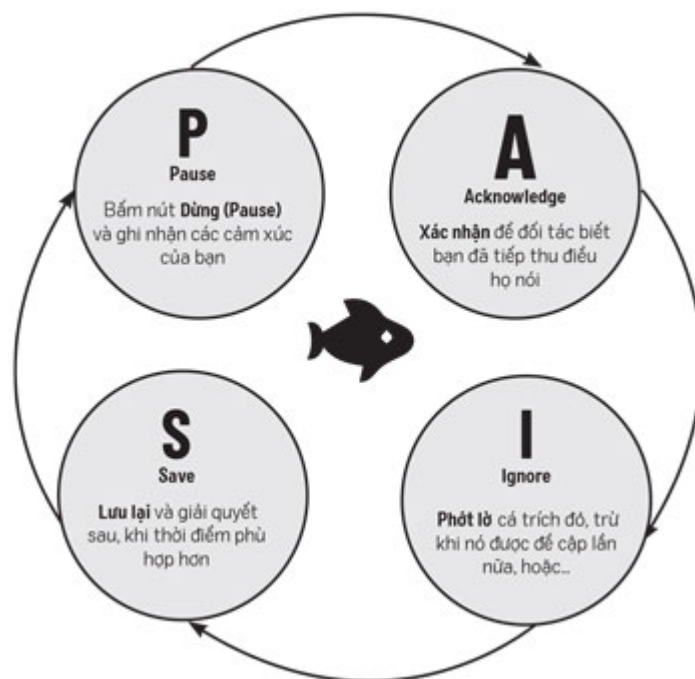 P
Pause
Bấm nút Dừng (Pause)
và ghi nhận các cảm xúc
của bạn
A
Acknowledge
Xác nhận để đối tác biết
bạn đã tiếp thu điều
họ nói
I
Ignore
Phớt lờ cá trích đỏ, trừ
khi nó được đề cập lần
nữa, hoặc...
S
Save
Lưu lại và giải quyết
sau, khi thời điểm phù
hợp hơn